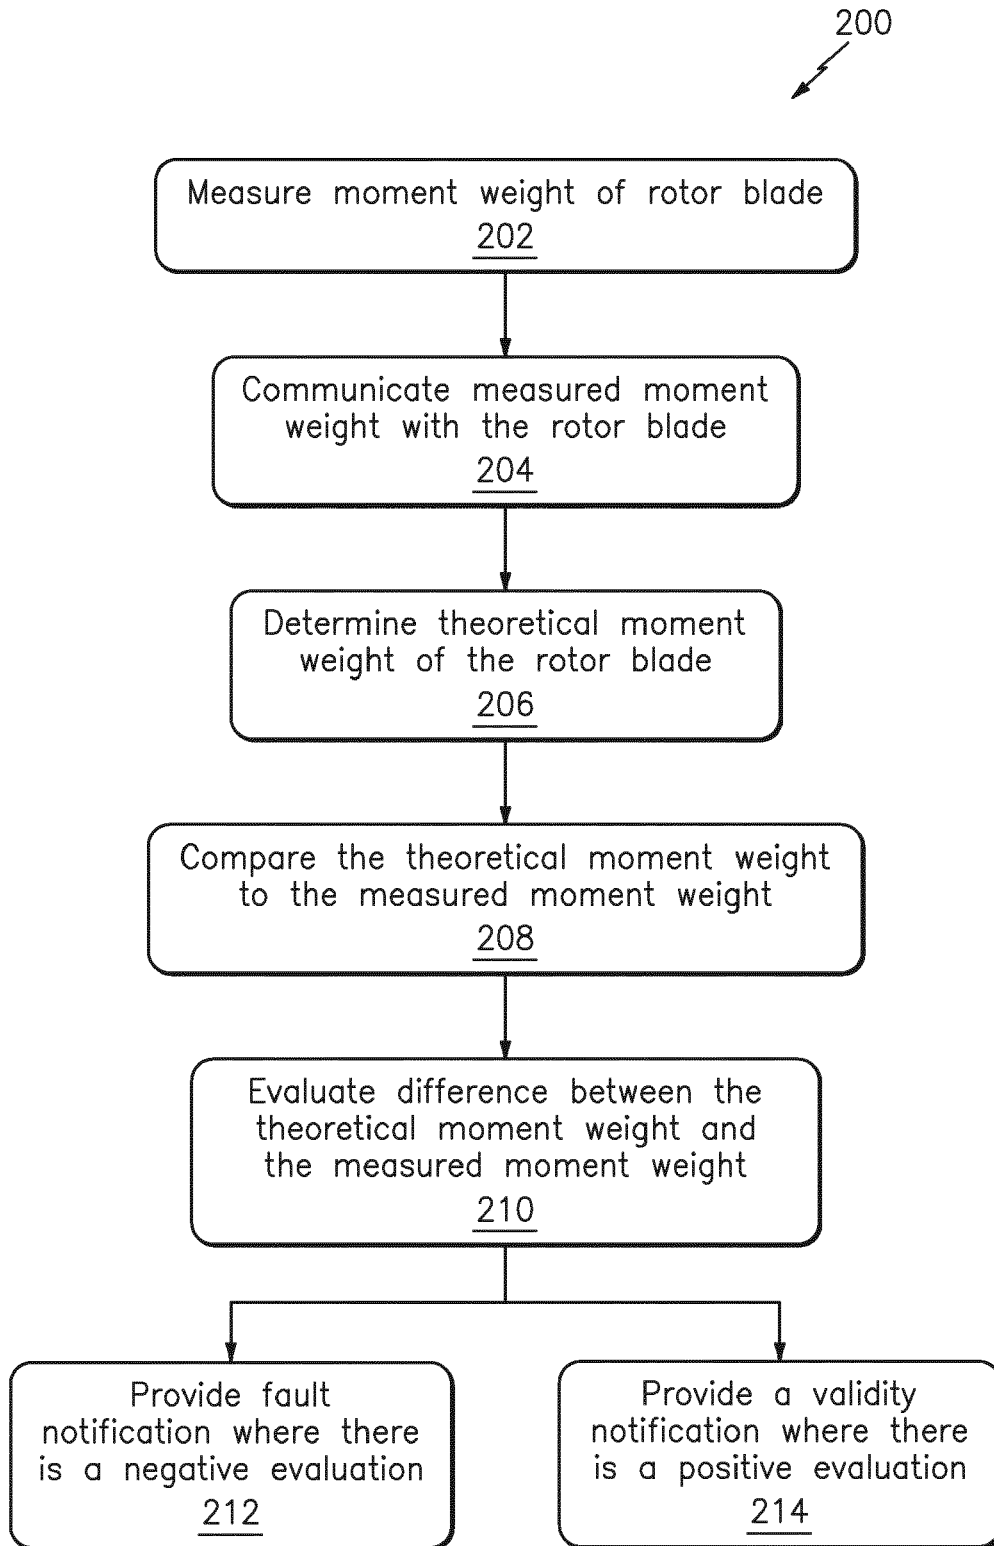 200
Measure moment weight of rotor blade
202
Communicate measured moment
weight with the rotor blade
204
Determine theoretical moment
weight of the rotor blade
206
Compare the theoretical moment weight
to the measured moment weight
208
Evaluate difference between the
theoretical moment weight and
the measured moment weight
210
Provide fault
notification where there
is a negative evaluation
212
Provide a validity
notification where there
is a positive evaluation
214